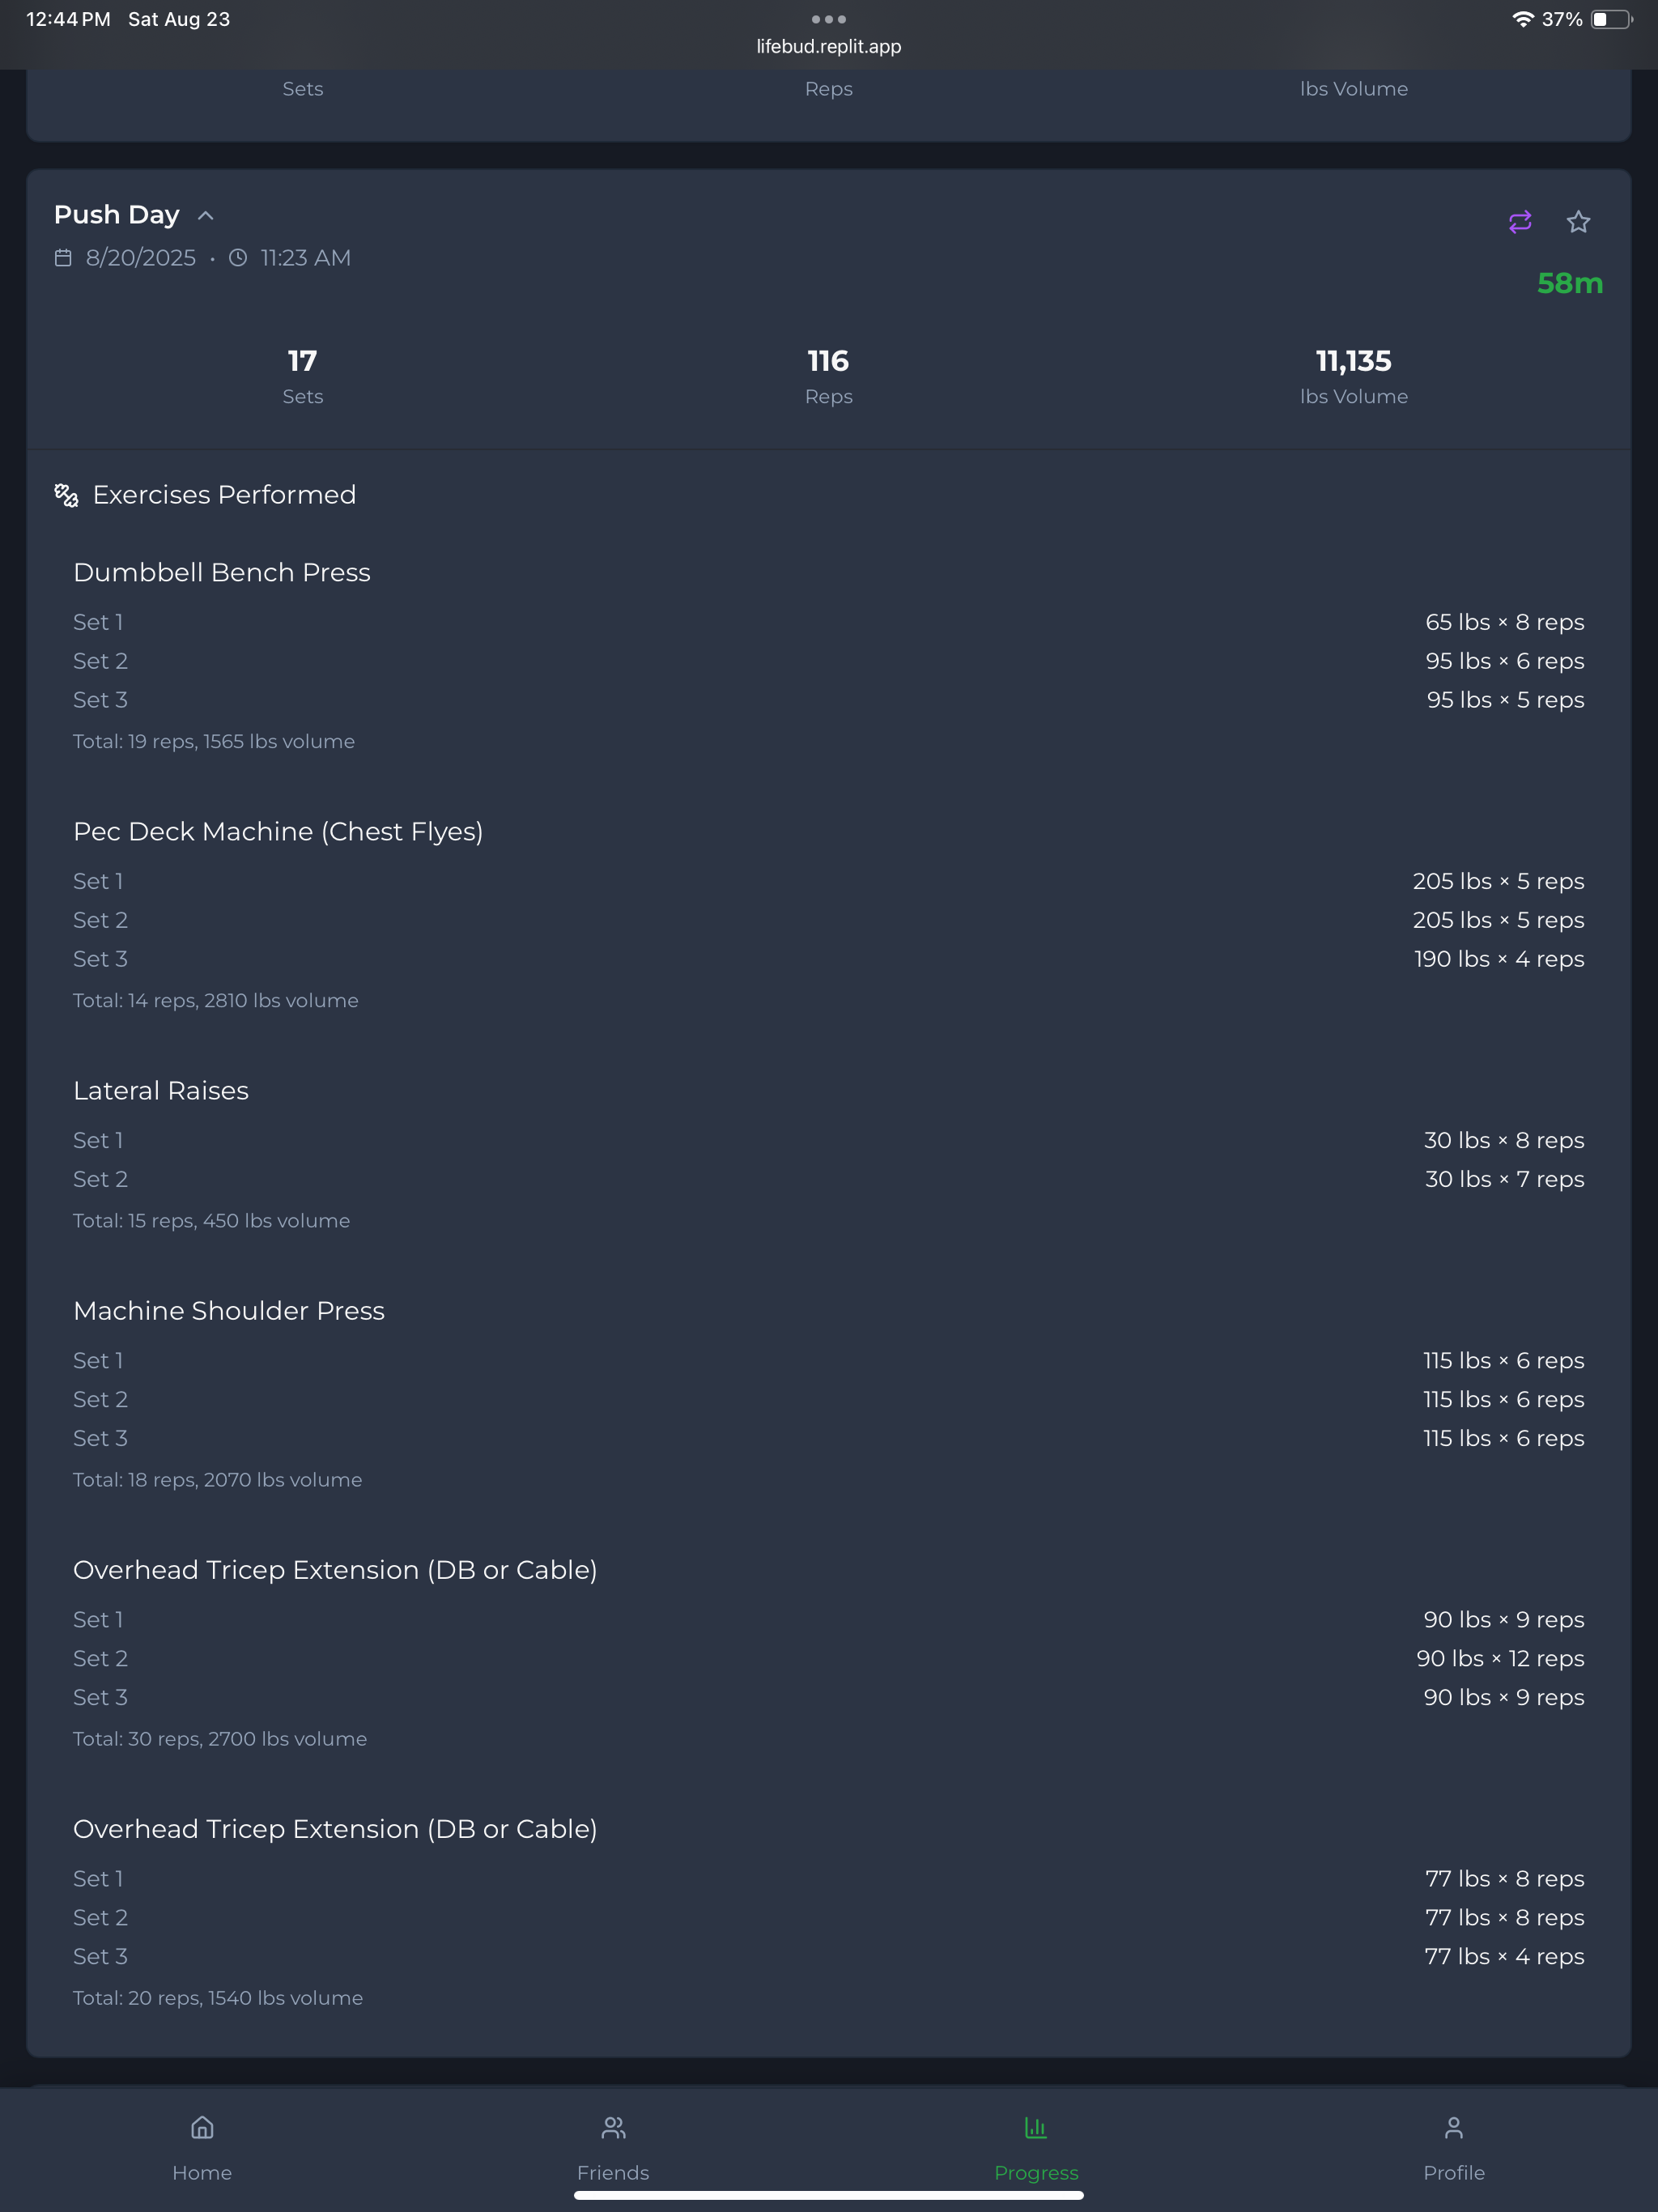 12:44 PM Sat Aug 23
37%
lifebud.replit.app
Sets Reps lbs Volume
Push Day
8/20/2025 • 11:23 AM
58m
17 116 11,135
Sets Reps lbs Volume
Exercises Performed
Dumbbell Bench Press
Set 1 65 lbs × 8 reps
Set 2 95 lbs × 6 reps
Set 3 95 lbs × 5 reps
Total: 19 reps, 1565 lbs volume
Pec Deck Machine (Chest Flyes)
Set 1 205 lbs × 5 reps
Set 2 205 lbs × 5 reps
Set 3 190 lbs × 4 reps
Total: 14 reps, 2810 lbs volume
Lateral Raises
Set 1 30 lbs × 8 reps
Set 2 30 lbs × 7 reps
Total: 15 reps, 450 lbs volume
Machine Shoulder Press
Set 1 115 lbs × 6 reps
Set 2 115 lbs × 6 reps
Set 3 115 lbs × 6 reps
Total: 18 reps, 2070 lbs volume
Overhead Tricep Extension (DB or Cable)
Set 1 90 lbs × 9 reps
Set 2 90 lbs × 12 reps
Set 3 90 lbs × 9 reps
Total: 30 reps, 2700 lbs volume
Overhead Tricep Extension (DB or Cable)
Set 1 77 lbs × 8 reps
Set 2 77 lbs × 8 reps
Set 3 77 lbs × 4 reps
Total: 20 reps, 1540 lbs volume
Home Friends Progress Profile